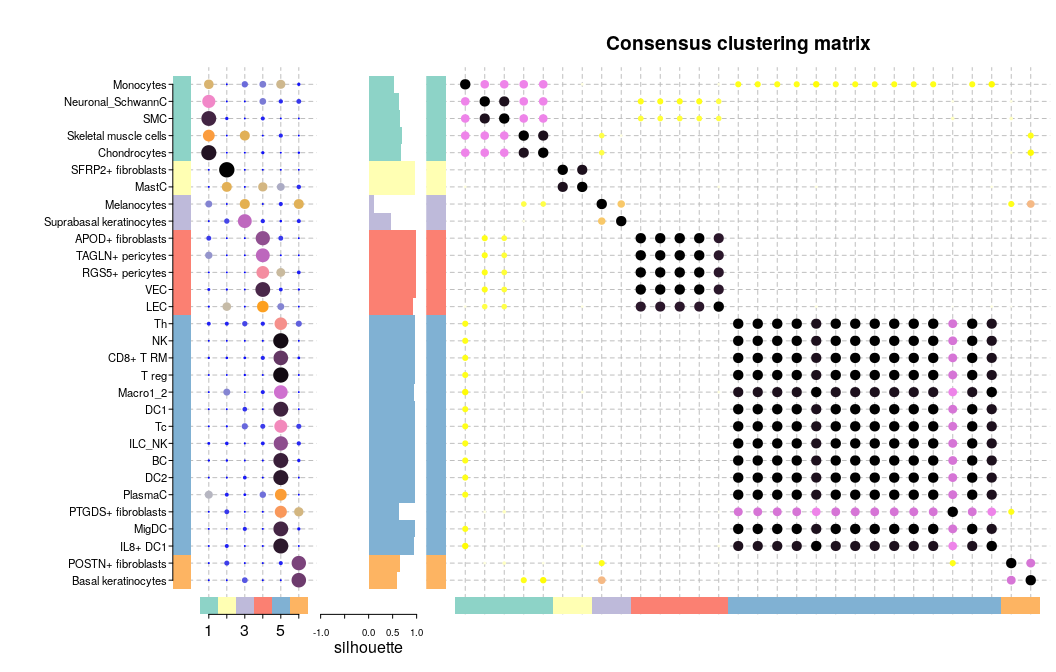 Consensus clustering matrix
Monocytes
Neuronal_SchwannC
SMC
Skeletal muscle cells
Chondrocytes
SFRP2+ fibroblasts
MastC
Melanocytes
Suprabasal keratinocytes
APOD+ fibroblasts
TAGLN+ pericytes
RGS5+ pericytes
VEC
LEC
Th
NK
CD8+ T RM
T reg
Macro1_2
DC1
Tc
ILC_NK
BC
DC2
PlasmaC
PTGDS+ fibroblasts
MigDC
IL8+ DC1
POSTN+ fibroblasts
Basal keratinocytes
1 3 5
-1.0 0.0 0.5 1.0
silhouette